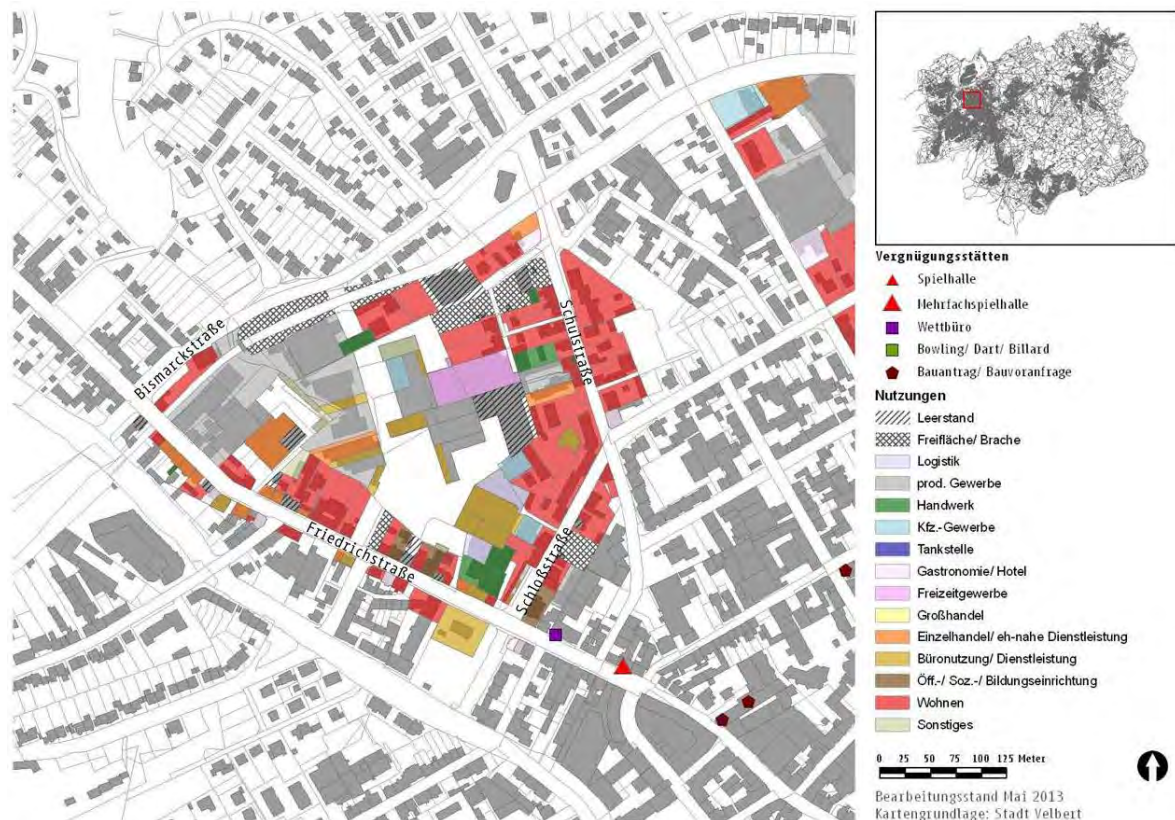 Bismarckstraße
Schulstraße
Friedrichstraße
Schloßstraße
Vergnügungsstätten
Spielhalle
Mehrfachspielhalle
Wettbüro
Bowling/ Dart/ Billard
Bauantrag/ Bauvoranfrage
Nutzungen
Leerstand
Freifläche/ Brache
Logistik
prod. Gewerbe
Handwerk
Kfz.-Gewerbe
Tankstelle
Gastronomie/ Hotel
Freizeitgewerbe
Großhandel
Einzelhandel/ eh-nahe Dienstleistung
Büronutzung/ Dienstleistung
Öff.-/ Soz.-/ Bildungseinrichtung
Wohnen
Sonstiges
0 25 50 75 100 125 Meter
Bearbeitungsstand Mai 2013
Kartengrundlage: Stadt Velbert